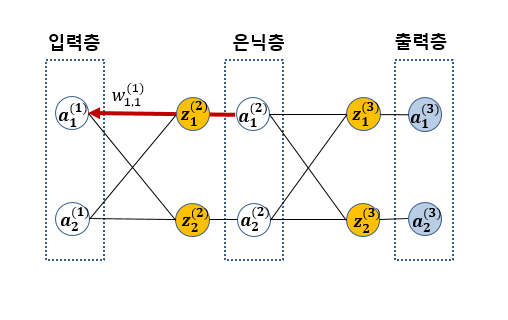 입력층 은닉층 출력층
w_{1,1}^{(1)}
a_1^{(1)} z_1^{(2)} a_1^{(2)} z_1^{(3)} a_1^{(3)}
a_2^{(1)} z_2^{(2)} a_2^{(2)} z_2^{(3)} a_2^{(3)}